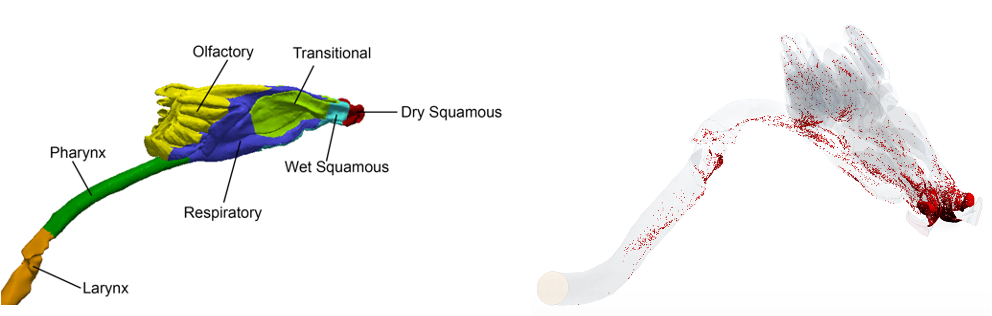 Olfactory
Transitional
Dry Squamous
Wet Squamous
Pharynx
Respiratory
Larynx